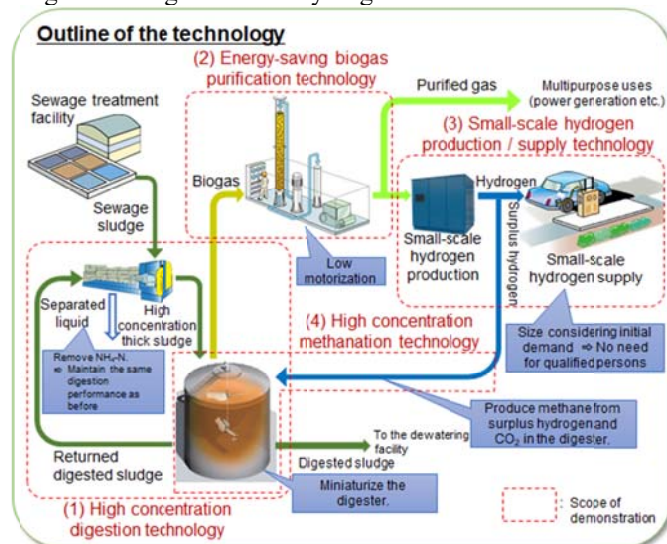 Outline of the technology
(2) Energy-saving biogas
purification technology
Purified gas
Multipurpose uses
(power generation etc.)
Sewage treatment
facility
(3) Small-scale hydrogen
production / supply technology
Biogas
Hydrogen
Sewage
sludge
Surplus hydrogen
Low
motorization
Small-scale
hydrogen
production
Small-scale
hydrogen supply
Separated
liquid
High
concentration
thick sludge
(4) High concentration
methanation technology
Size considering initial
demand ⇒ No need
for qualified persons
Remove NH₄-N.
⇒ Maintain the same
digestion
performance as
before
Produce methane from
surplus hydrogen and
CO₂ in the digester.
To the dewatering
facility
Returned
digested sludge
Digested sludge
Miniaturize the
digester.
(1) High concentration
digestion technology
: Scope of
demonstration